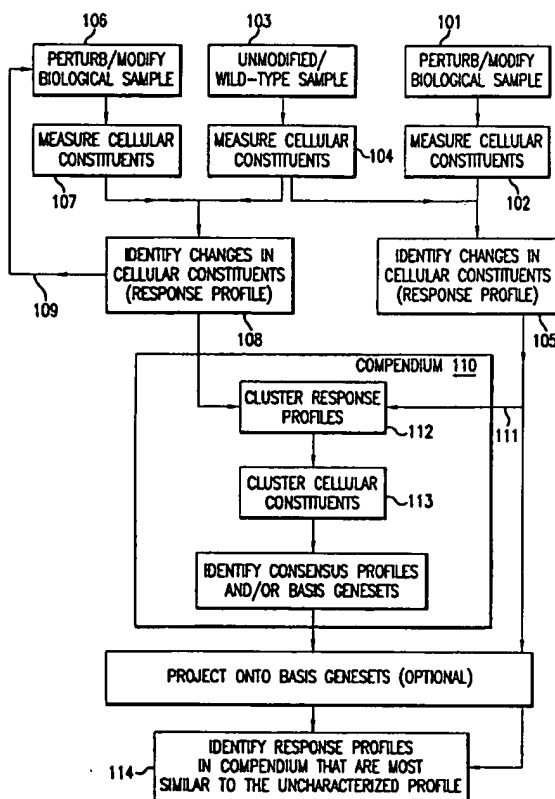 106
103
101
PERTURB/MODIFY
BIOLOGICAL SAMPLE
UNMODIFIED/
WILD-TYPE SAMPLE
PERTURB/MODIFY
BIOLOGICAL SAMPLE
MEASURE CELLULAR
CONSTITUENTS
MEASURE CELLULAR
CONSTITUENTS
MEASURE CELLULAR
CONSTITUENTS
107
104
102
IDENTIFY CHANGES IN
CELLULAR CONSTITUENTS
(RESPONSE PROFILE)
IDENTIFY CHANGES IN
CELLULAR CONSTITUENTS
(RESPONSE PROFILE)
109
108
105
COMPENDIUM 110
CLUSTER RESPONSE
PROFILES
111
112
CLUSTER CELLULAR
CONSTITUENTS
113
IDENTIFY CONSENSUS PROFILES
AND/OR BASIS GENESETS
PROJECT ONTO BASIS GENESETS (OPTIONAL)
IDENTIFY RESPONSE PROFILES
IN COMPENDIUM THAT ARE MOST
SIMILAR TO THE UNCHARACTERIZED PROFILE
114